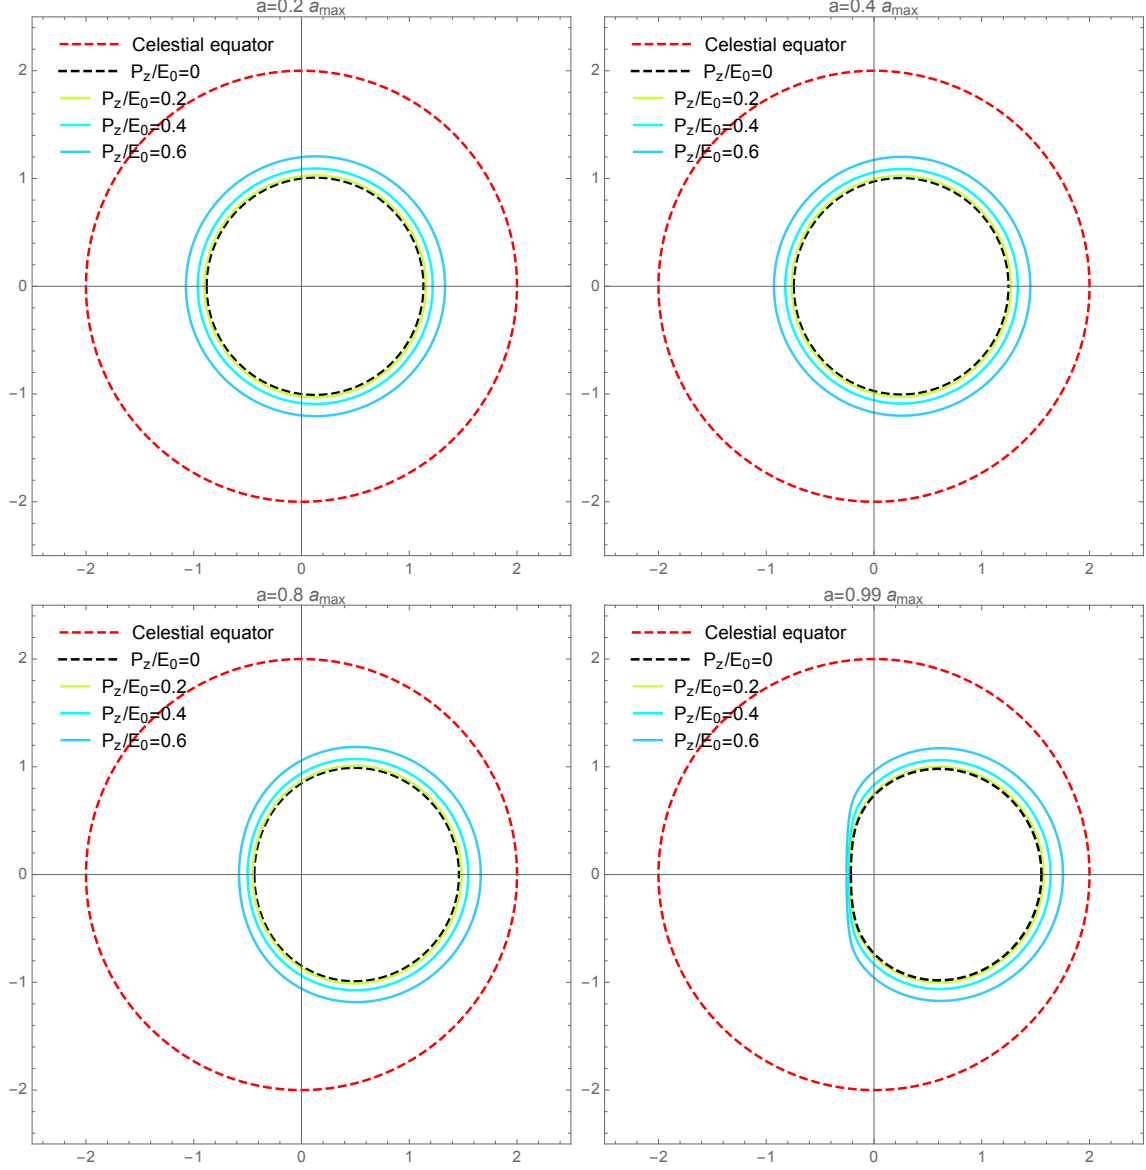 a=0.2 a_max
Celestial equator
P_z/E_0=0
P_z/E_0=0.2
P_z/E_0=0.4
P_z/E_0=0.6
2
1
0
−1
−2
−2 −1 0 1 2
a=0.4 a_max
Celestial equator
P_z/E_0=0
P_z/E_0=0.2
P_z/E_0=0.4
P_z/E_0=0.6
2
1
0
−1
−2
−2 −1 0 1 2
a=0.8 a_max
Celestial equator
P_z/E_0=0
P_z/E_0=0.2
P_z/E_0=0.4
P_z/E_0=0.6
2
1
0
−1
−2
−2 −1 0 1 2
a=0.99 a_max
Celestial equator
P_z/E_0=0
P_z/E_0=0.2
P_z/E_0=0.4
P_z/E_0=0.6
2
1
0
−1
−2
−2 −1 0 1 2